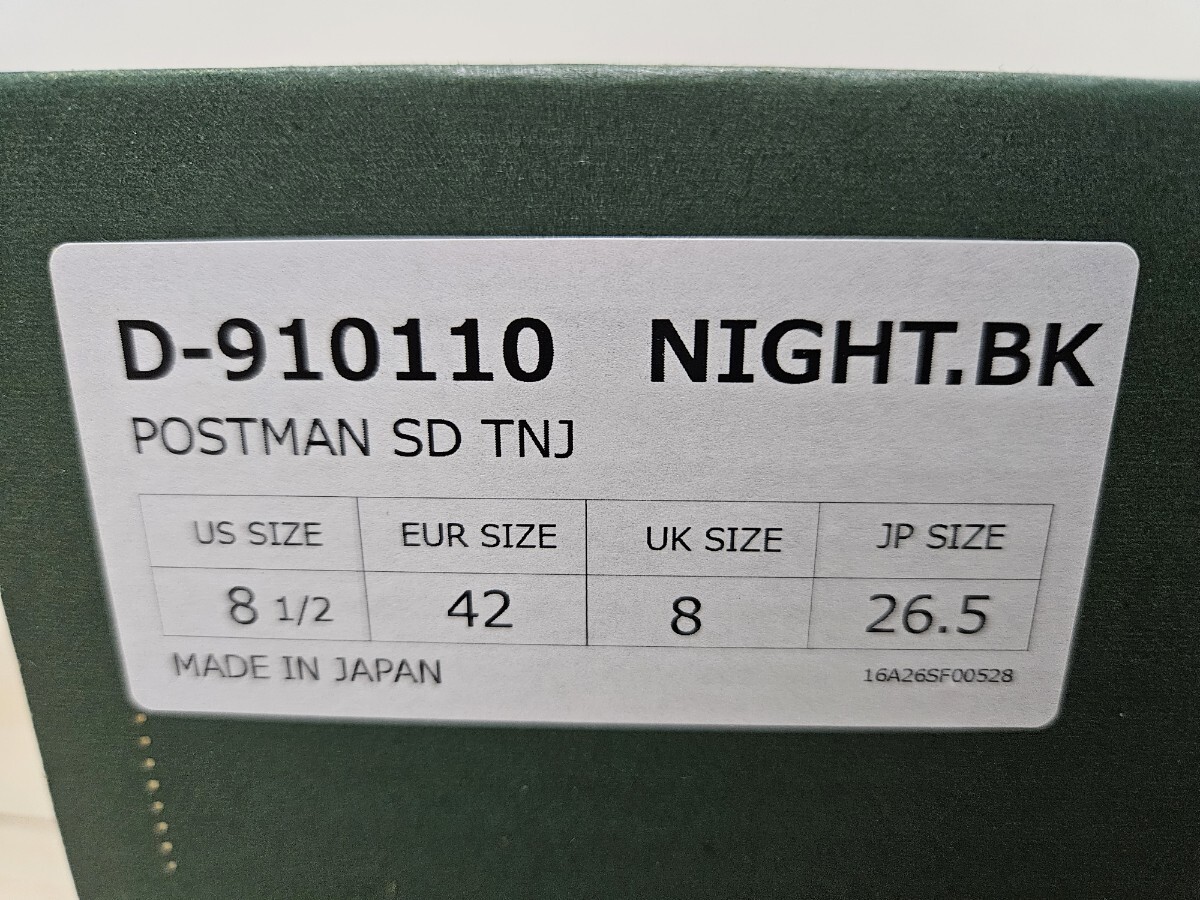 D-910110 NIGHT.BK
POSTMAN SD TNJ
US SIZE EUR SIZE UK SIZE JP SIZE
8 1/2 42 8 26.5
MADE IN JAPAN 16A26SF00528